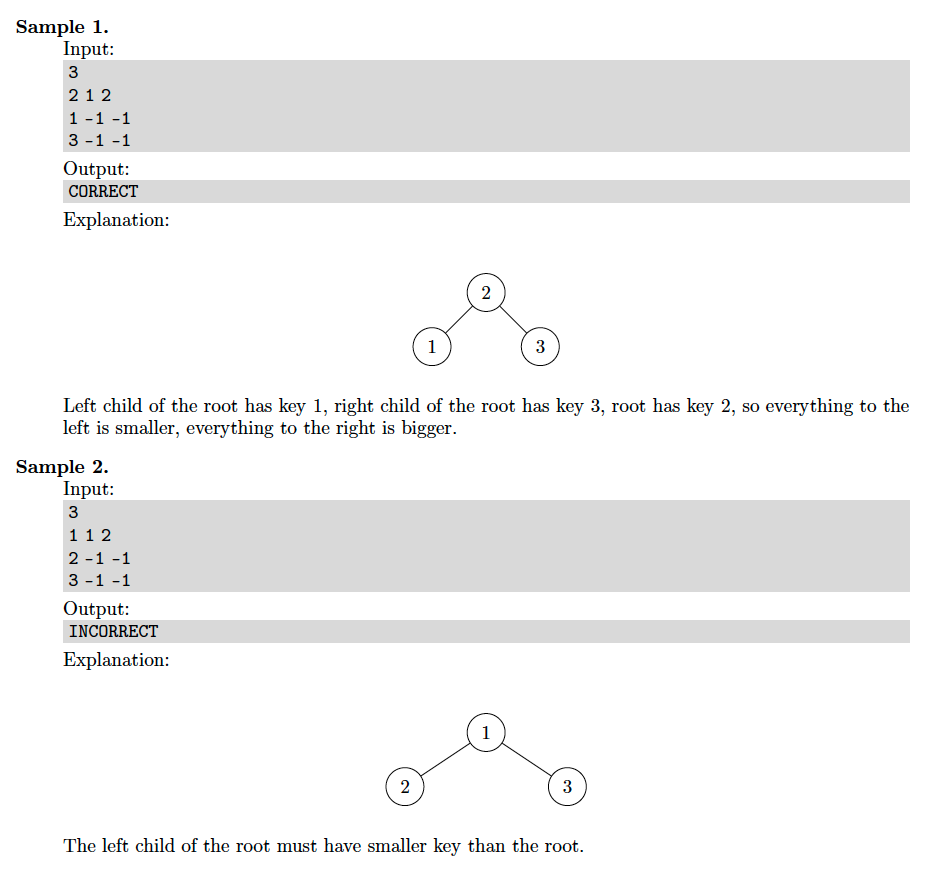 Sample 1.
Input:
3
2 1 2
1 -1 -1
3 -1 -1
Output:
CORRECT
Explanation:
2
1 3
Left child of the root has key 1, right child of the root has key 3, root has key 2, so everything to the
left is smaller, everything to the right is bigger.
Sample 2.
Input:
3
1 1 2
2 -1 -1
3 -1 -1
Output:
INCORRECT
Explanation:
1
2 3
The left child of the root must have smaller key than the root.